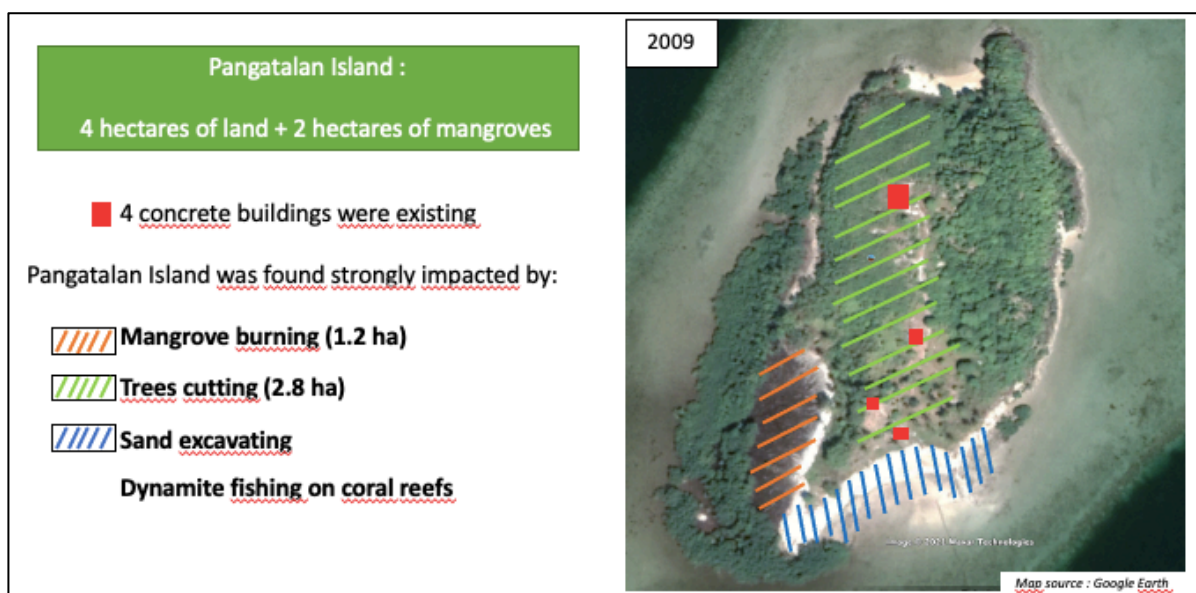 Pangatalan Island :
4 hectares of land + 2 hectares of mangroves
4 concrete buildings were existing
Pangatalan Island was found strongly impacted by:
Mangrove burning (1.2 ha)
Trees cutting (2.8 ha)
Sand excavating
Dynamite fishing on coral reefs
2009
Image © 2021 Maxar Technologies
Map source : Google Earth